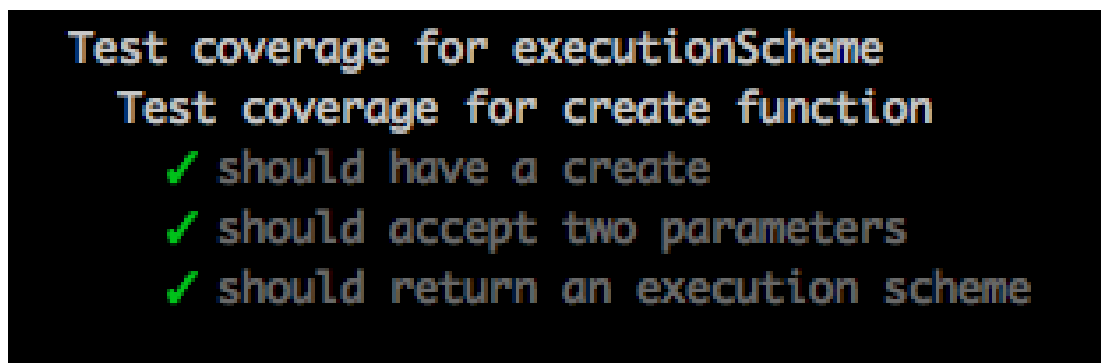 Test coverage for executionScheme
Test coverage for create function
✓ should have a create
✓ should accept two parameters
✓ should return an execution scheme